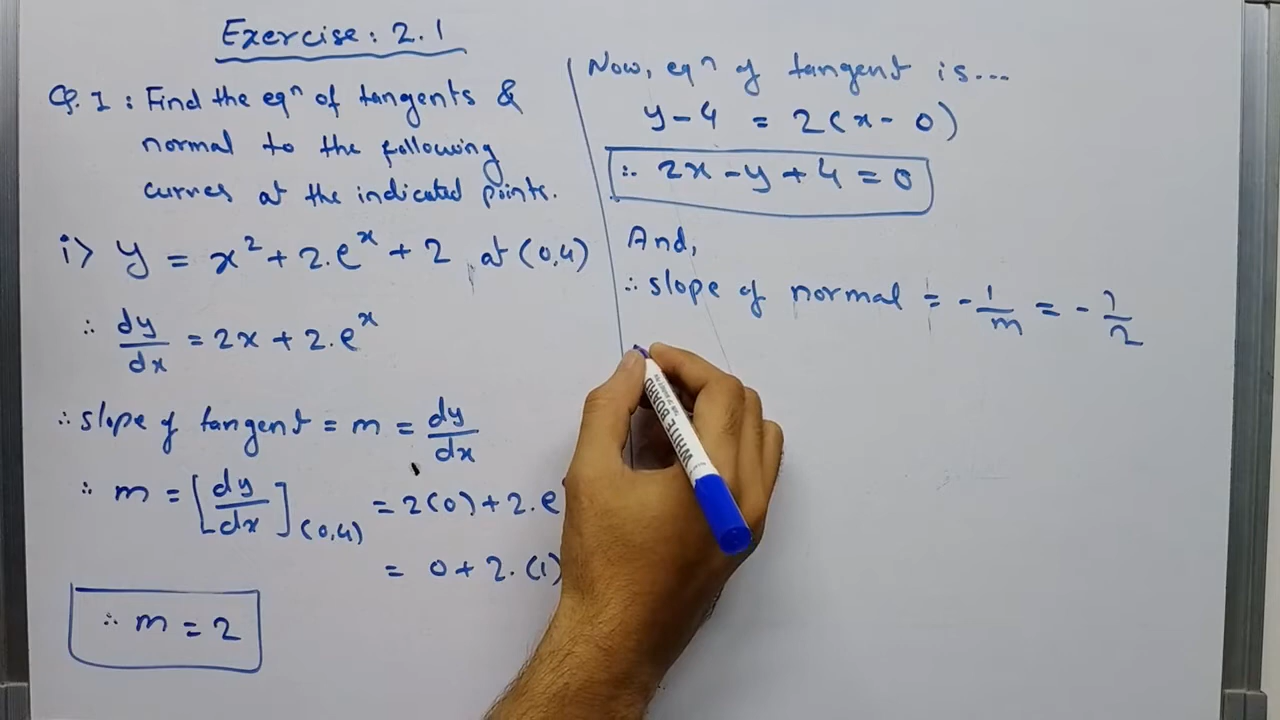 Exercise: 2.1
Q.1: Find the eqⁿ of tangents &
normal to the following
curves at the indicated points.
i> y = x² + 2.eˣ + 2 at (0,4)
∴ dy/dx = 2x + 2.eˣ
∴ slope of tangent = m = dy/dx
∴ m = [dy/dx](0,4) = 2(0) + 2.e
= 0 + 2.(1)
∴ m = 2
Now, eqⁿ of tangent is...
y - 4 = 2(x - 0)
∴ 2x - y + 4 = 0
And,
∴ slope of normal = -1/m = -1/2
WHITE BOARD